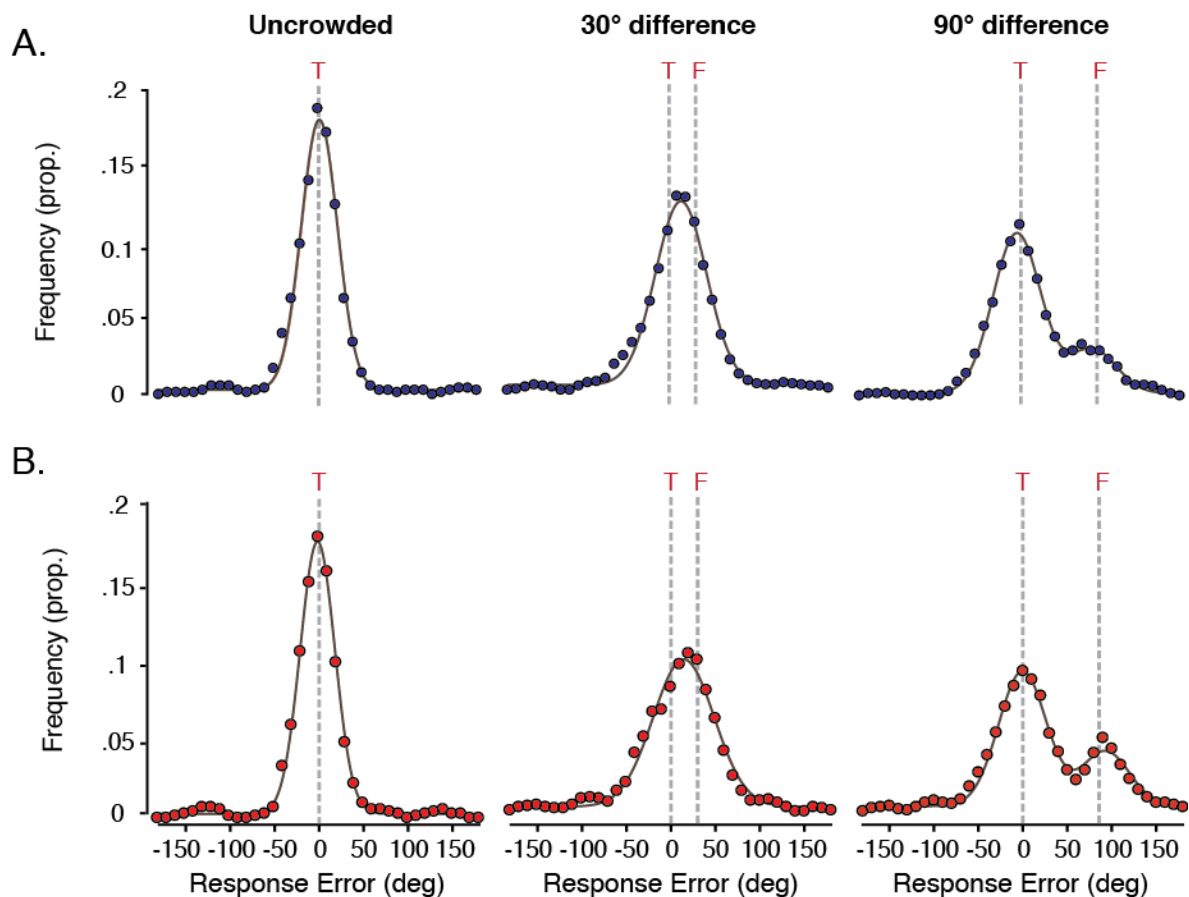 Uncrowded 30° difference 90° difference
A.
T T F T F
.2
.15
0.1
.05
0
Frequency (prop.)
B.
T T F T F
.2
.15
0.1
0.05
0
Frequency (prop.)
-150 -100 -50 0 50 100 150 -150 -100 -50 0 50 100 150 -150 -100 -50 0 50 100 150
Response Error (deg) Response Error (deg) Response Error (deg)